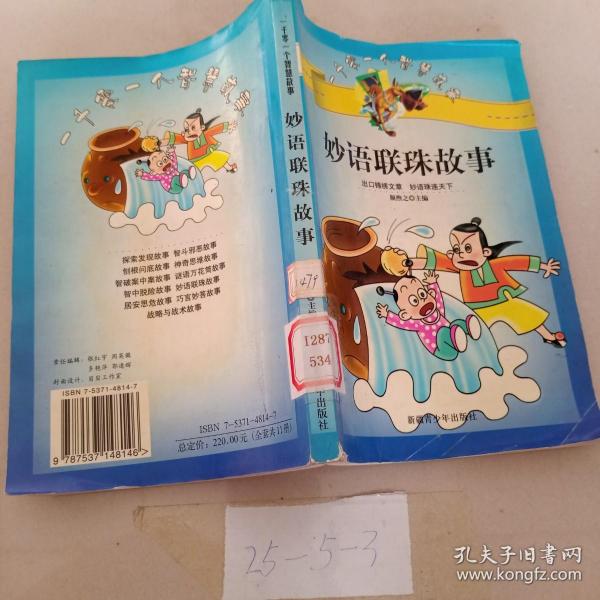 一千零一个智慧故事
探索发现故事 智斗邪恶故事
刨根问底故事 神奇思维故事
智破案中案故事 谜语万花筒故事
智中脱险故事 妙语联珠故事
居安思危故事 巧言妙答故事
战略与战术故事
ISBN 7-5371-4814-7
9 787537 148146 >
ISBN 7-5371-4814-7
总定价：220.00元（全套共11册）
一千零一个智慧故事
妙语联珠故事
1479
I287
534
一千零一个智慧故事
妙语联珠故事
出口锦绣文章 妙语珠连天下
主编
新疆青少年出版社
25-5-3
孔夫子旧书网
www.kongfz.com